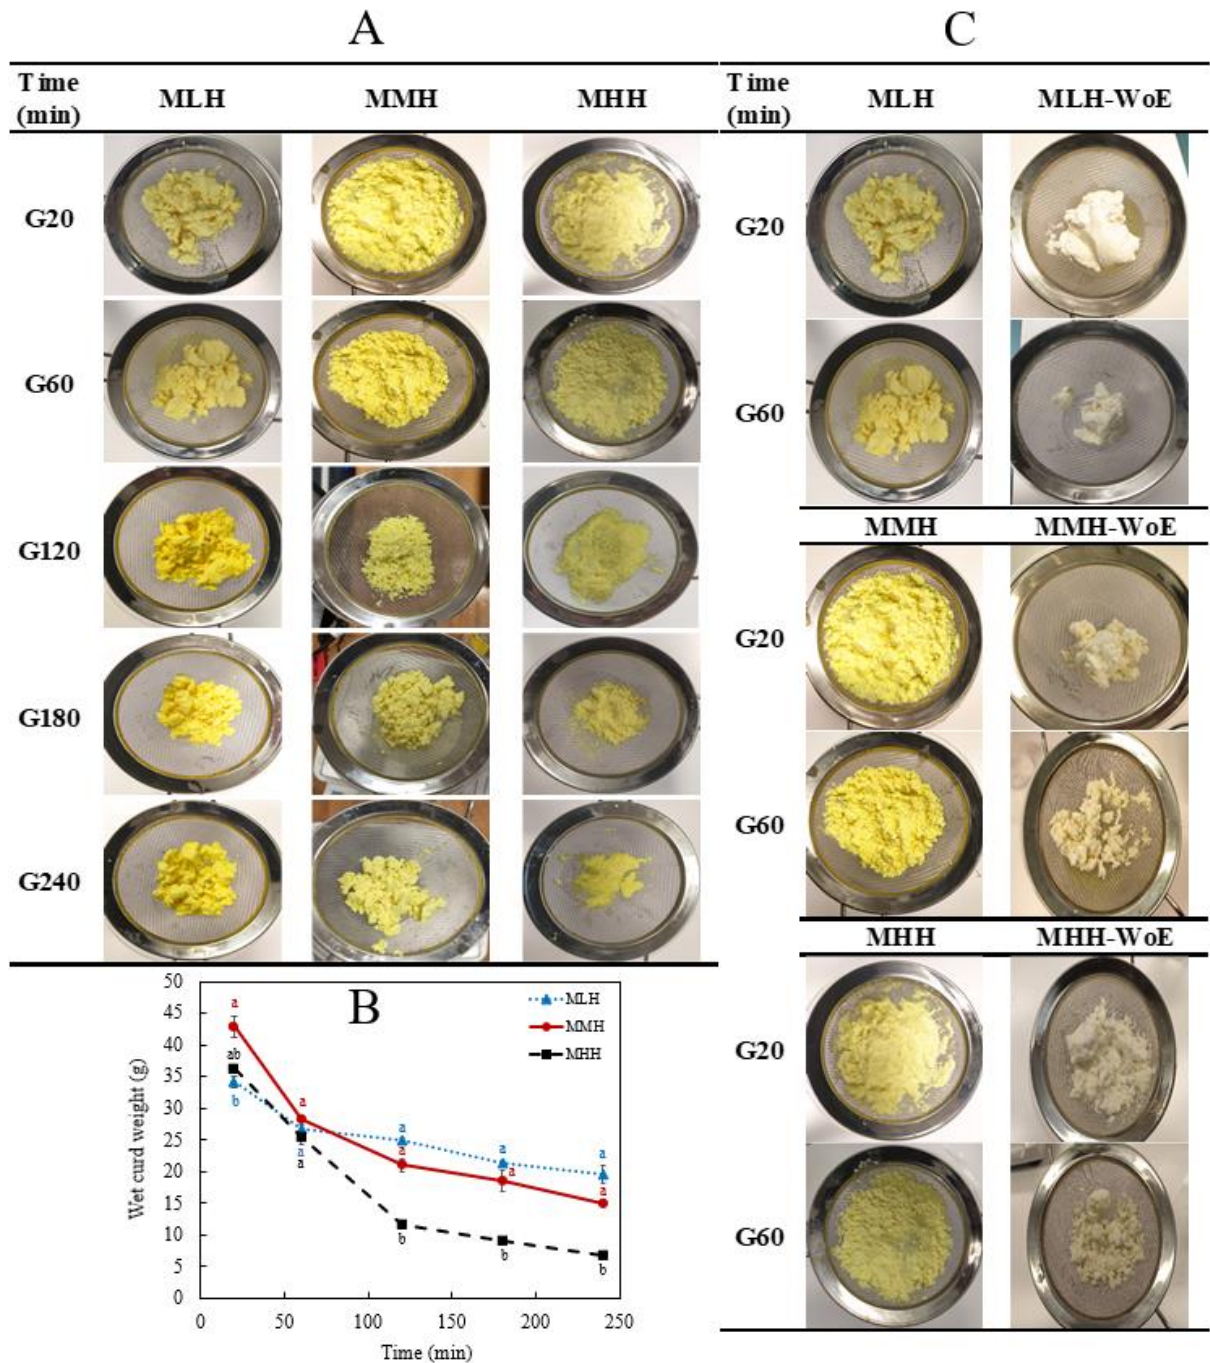 A
Time (min) MLH MMH MHH
G20
G60
G120
G180
G240
B
MLH
MMH
MHH
Wet curd weight (g)
50
45
40
35
30
25
20
15
10
5
0
a
ab
b
a
a
a
a
a
b
a
a
b
a
a
b
0 50 100 150 200 250
Time (min)
C
Time (min) MLH MLH-WoE
G20
G60
MMH MMH-WoE
G20
G60
MHH MHH-WoE
G20
G60